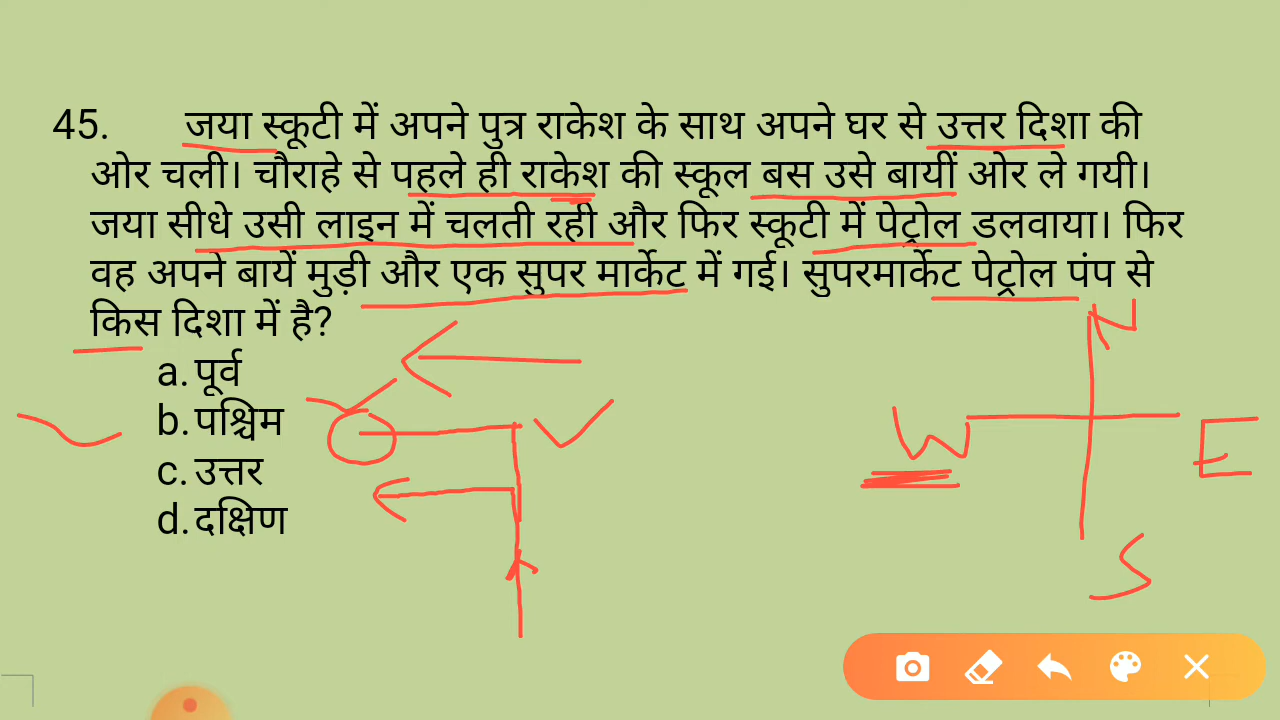 45. जया स्कूटी में अपने पुत्र राकेश के साथ अपने घर से उत्तर दिशा की
ओर चली। चौराहे से पहले ही राकेश की स्कूल बस उसे बायीं ओर ले गयी।
जया सीधे उसी लाइन में चलती रही और फिर स्कूटी में पेट्रोल डलवाया। फिर
वह अपने बायें मुड़ी और एक सुपर मार्केट में गई। सुपरमार्केट पेट्रोल पंप से
किस दिशा में है?
a. पूर्व
b. पश्चिम
c. उत्तर
d. दक्षिण
N
W
E
S